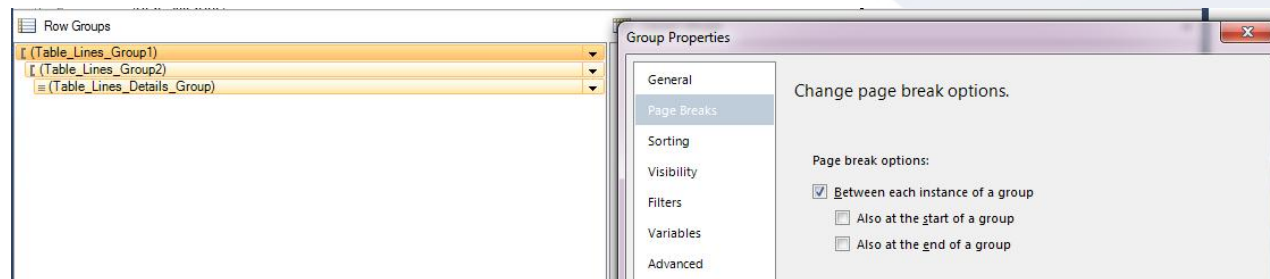 Row Groups
[ (Table_Lines_Group1)
[ (Table_Lines_Group2)
≡ (Table_Lines_Details_Group)
Group Properties
General
Page Breaks
Sorting
Visibility
Filters
Variables
Advanced
Change page break options.
Page break options:
Between each instance of a group
Also at the start of a group
Also at the end of a group